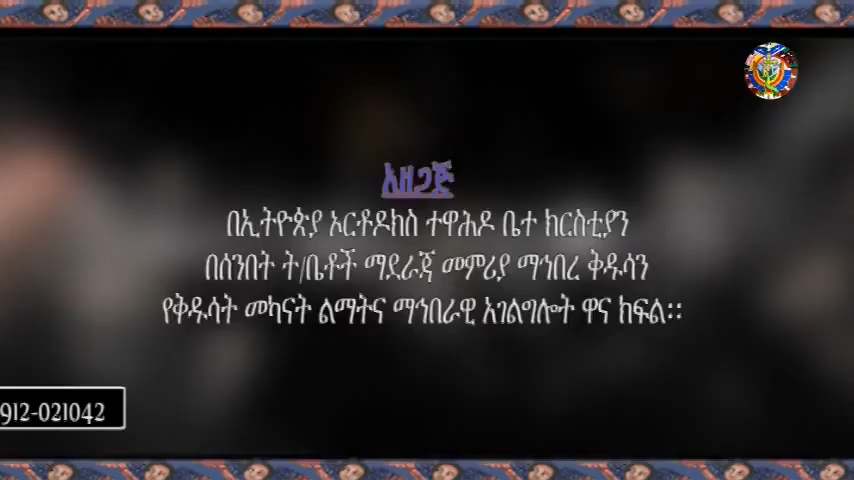 አዘጋጅ
በኢትዮጵያ ኦርቶዶክስ ተዋሕዶ ቤተ ክርስቲያን
በሰንበት ት/ቤቶች ማደራጃ መምሪያ ማኅበረ ቅዱሳን
የቅዱሳት መካናት ልማትና ማኅበራዊ አገልግሎት ዋና ክፍል፡፡
912-021042